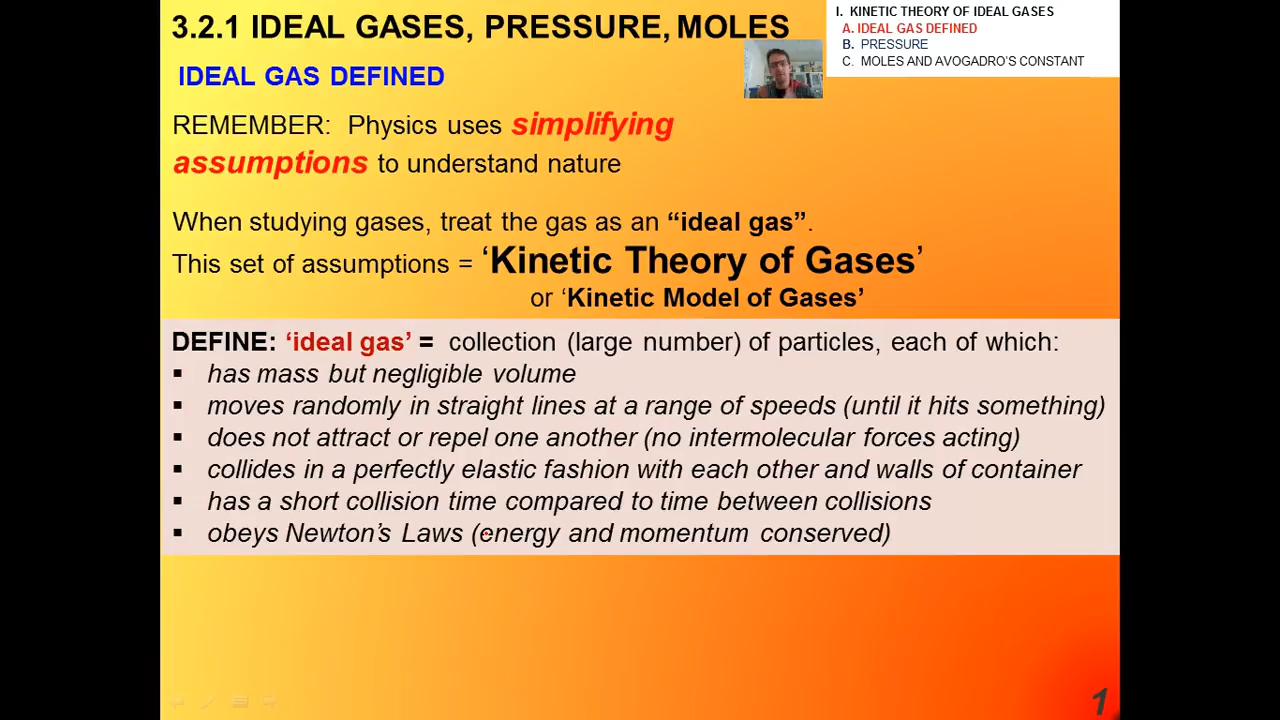 3.2.1 IDEAL GASES, PRESSURE, MOLES
I. KINETIC THEORY OF IDEAL GASES
A. IDEAL GAS DEFINED
B. PRESSURE
C. MOLES AND AVOGADRO'S CONSTANT
IDEAL GAS DEFINED
REMEMBER: Physics uses simplifying
assumptions to understand nature
When studying gases, treat the gas as an “ideal gas”.
This set of assumptions = ‘Kinetic Theory of Gases’
or ‘Kinetic Model of Gases’
DEFINE: ‘ideal gas’ = collection (large number) of particles, each of which:
▪ has mass but negligible volume
▪ moves randomly in straight lines at a range of speeds (until it hits something)
▪ does not attract or repel one another (no intermolecular forces acting)
▪ collides in a perfectly elastic fashion with each other and walls of container
▪ has a short collision time compared to time between collisions
▪ obeys Newton’s Laws (energy and momentum conserved)
1